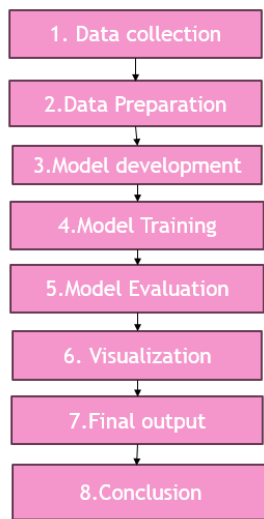 1. Data collection
2.Data Preparation
3.Model development
4.Model Training
5.Model Evaluation
6. Visualization
7.Final output
8.Conclusion